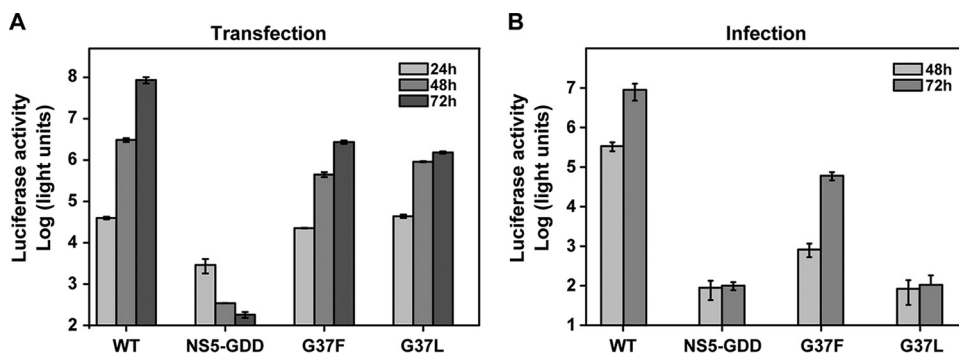 A
Transfection
Luciferase activity
Log (light units)
8
7
6
5
4
3
2
24h
48h
72h
WT
NS5-GDD
G37F
G37L
B
Infection
Luciferase activity
Log (light units)
7
6
5
4
3
2
1
48h
72h
WT
NS5-GDD
G37F
G37L